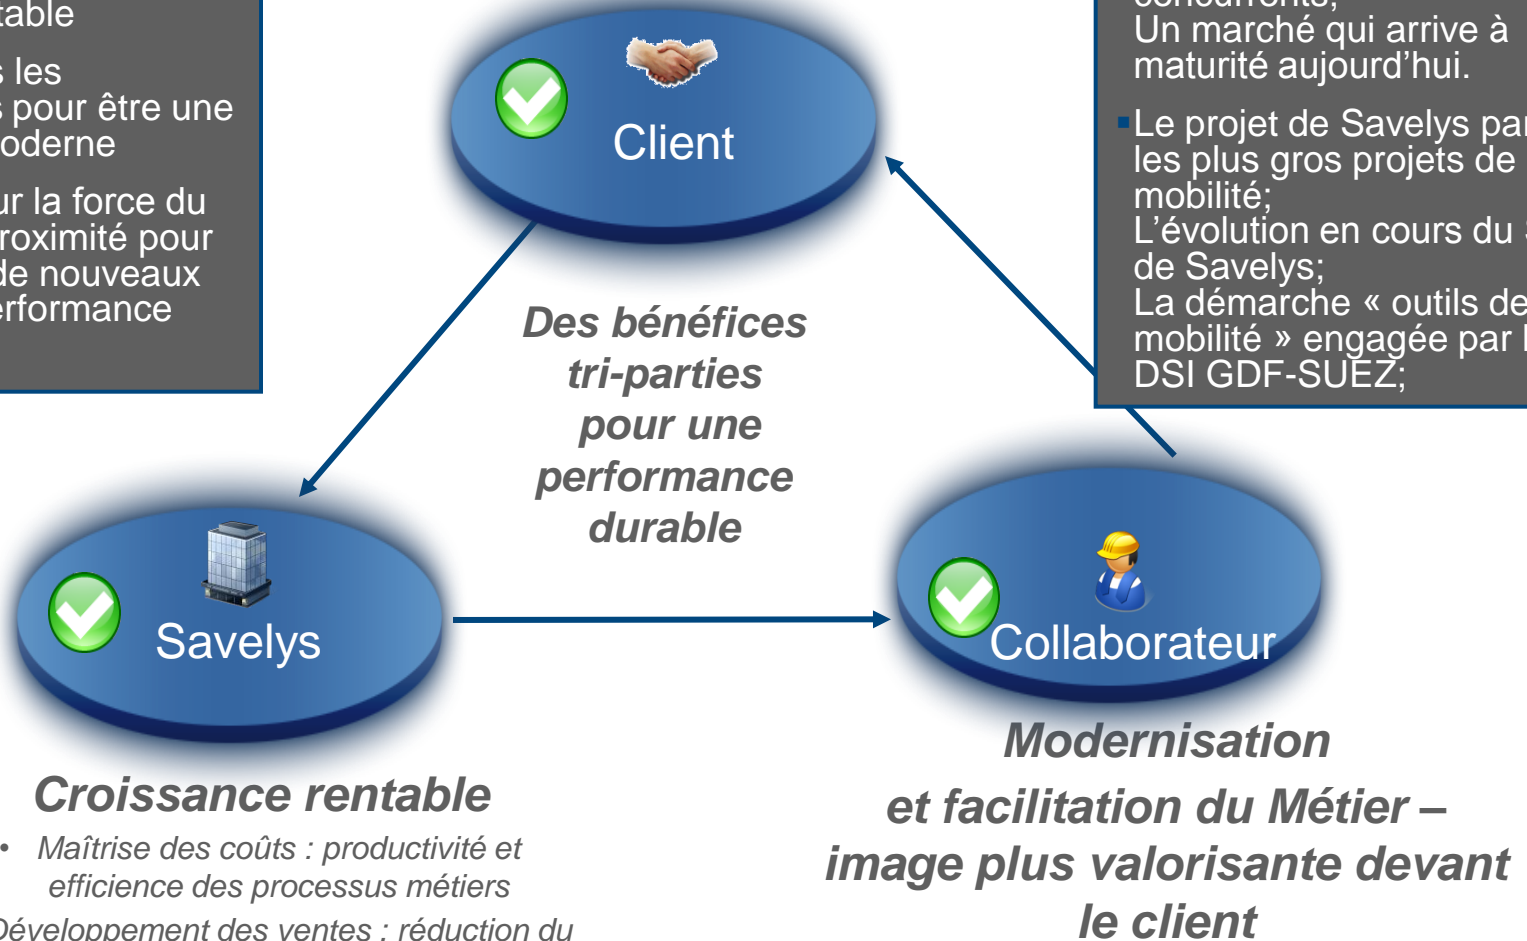 table
les
pour être une
oderne
ur la force du
roximité pour
de nouveaux
erformance
Client
concurrents;
Un marché qui arrive à
maturité aujourd’hui.
▪Le projet de Savelys par
les plus gros projets de
mobilité;
L’évolution en cours du
de Savelys;
La démarche « outils de
mobilité » engagée par
DSI GDF-SUEZ;
Des bénéfices
tri-parties
pour une
performance
durable
Savelys
Collaborateur
Croissance rentable
• Maîtrise des coûts : productivité et
efficience des processus métiers
Développement des ventes : réduction du
Modernisation
et facilitation du Métier –
image plus valorisante devant
le client